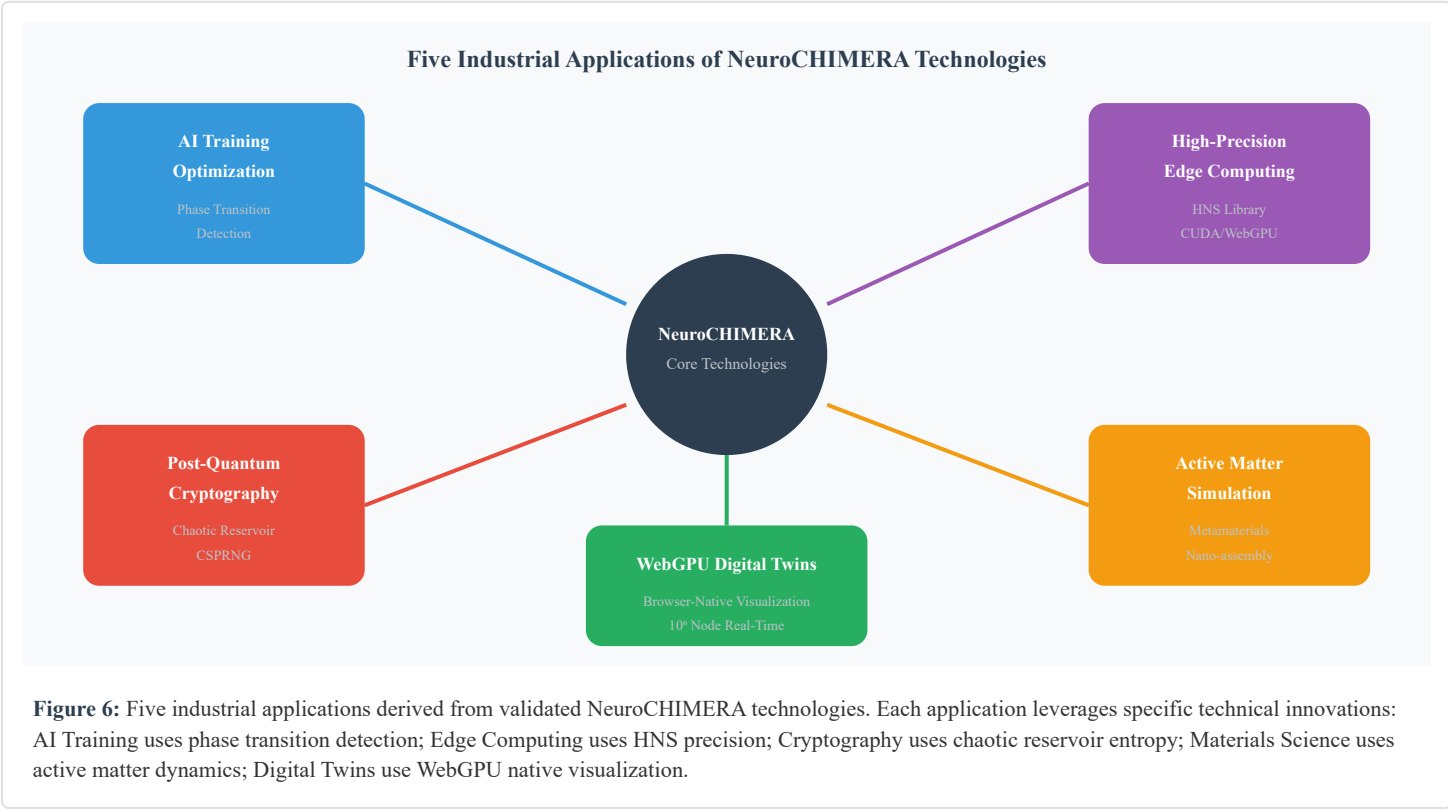 Five Industrial Applications of NeuroCHIMERA Technologies
AI Training
Optimization
Phase Transition
Detection
High-Precision
Edge Computing
HNS Library
CUDA/WebGPU
NeuroCHIMERA
Core Technologies
Post-Quantum
Cryptography
Chaotic Reservoir
CSPRNG
Active Matter
Simulation
Metamaterials
Nano-assembly
WebGPU Digital Twins
Browser-Native Visualization
10⁶ Node Real-Time
Figure 6: Five industrial applications derived from validated NeuroCHIMERA technologies. Each application leverages specific technical innovations:
AI Training uses phase transition detection; Edge Computing uses HNS precision; Cryptography uses chaotic reservoir entropy; Materials Science uses
active matter dynamics; Digital Twins use WebGPU native visualization.